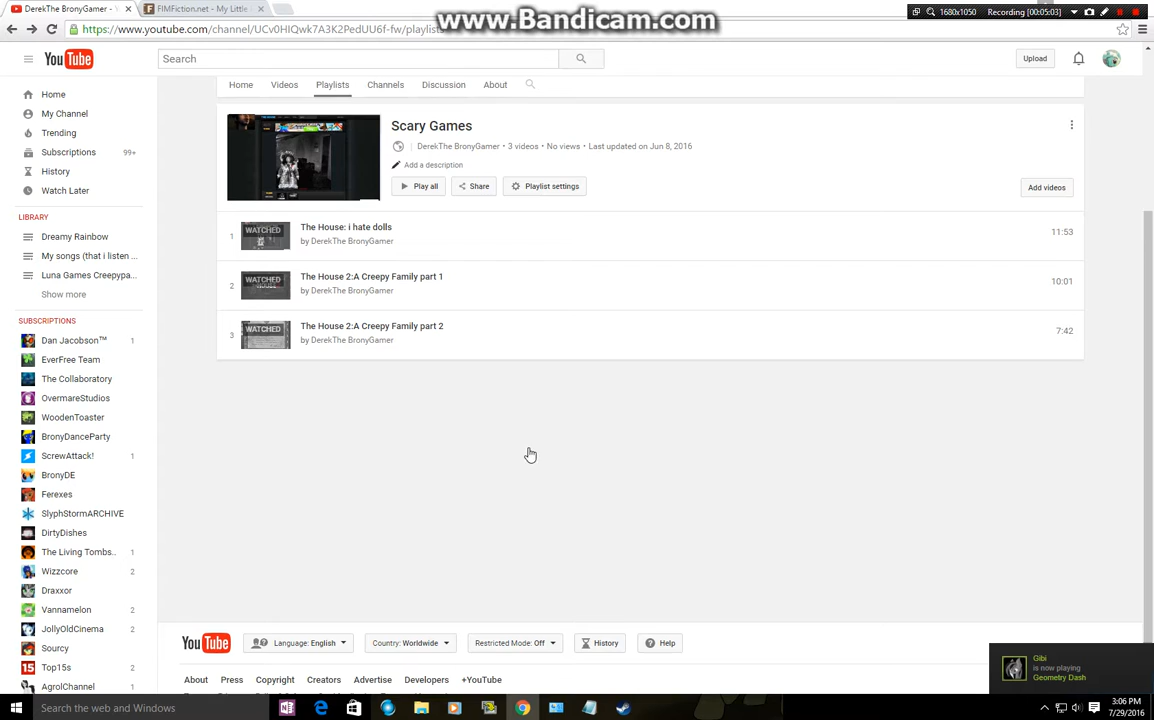 DerekThe BronyGamer -
FIMFiction.net - My Little
www.Bandicam.com
1680x1050
Recording [00:05:03]
https://www.youtube.com/channel/UCv0HIQwk7A3K2PedUU6f-fw/playlists
YouTube
Search
Upload
Home
Videos
Playlists
Channels
Discussion
About
Home
My Channel
Trending
Subscriptions 99+
History
Watch Later
LIBRARY
Dreamy Rainbow
My songs (that i listen ...
Luna Games Creepypa...
Show more
SUBSCRIPTIONS
Dan Jacobson™ 1
EverFree Team
The Collaboratory
OvermareStudios
WoodenToaster
BronyDanceParty
ScrewAttack! 1
BronyDE
Ferexes
SlyphStormARCHIVE
DirtyDishes
The Living Tombs.. 1
Wizzcore 2
Draxxor
Vannamelon 2
JollyOldCinema 2
Sourcy
Top15s 2
AgrolChannel
Scary Games
DerekThe BronyGamer • 3 videos • No views • Last updated on Jun 8, 2016
Add a description
Play all
Share
Playlist settings
Add videos
1 WATCHED The House: i hate dolls 11:53
by DerekThe BronyGamer
2 WATCHED The House 2:A Creepy Family part 1 10:01
by DerekThe BronyGamer
3 WATCHED The House 2:A Creepy Family part 2 7:42
by DerekThe BronyGamer
YouTube
Language: English
Country: Worldwide
Restricted Mode: Off
History
Help
About
Press
Copyright
Creators
Advertise
Developers
+YouTube
Gibi
is now playing
Geometry Dash
Search the web and Windows
3:06 PM
7/29/2016